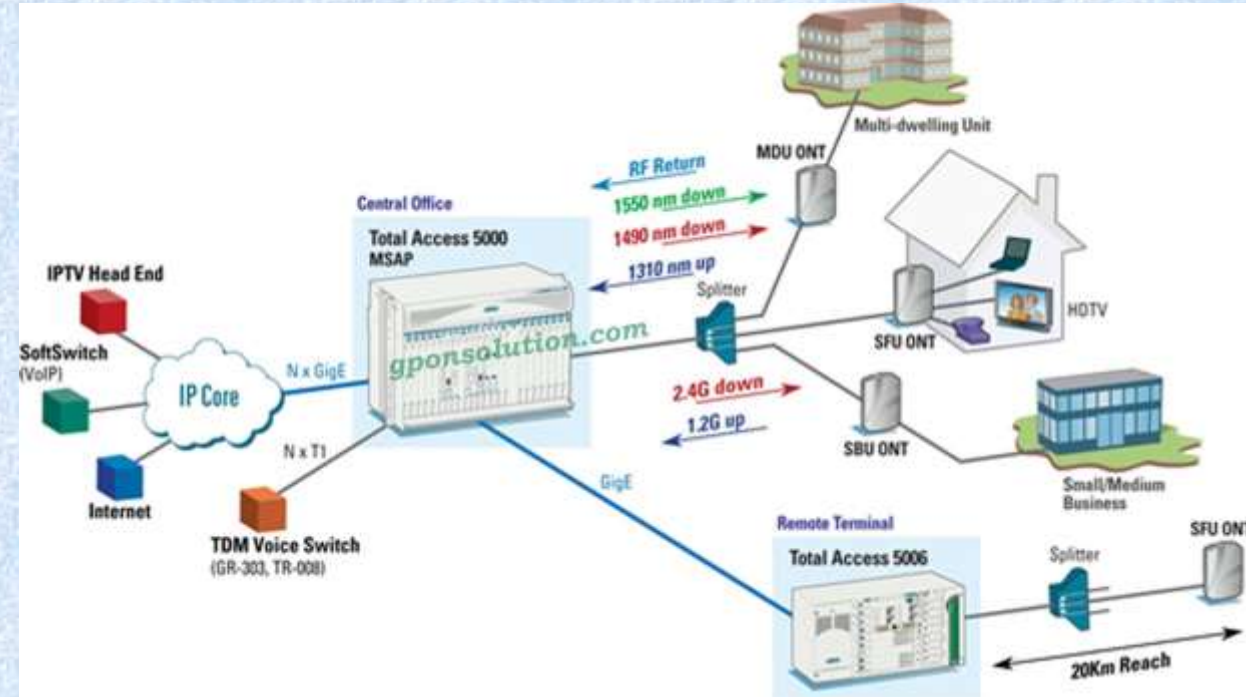 Multi-dwelling Unit
MDU ONT
RF Return
1550 nm down
1490 nm down
1310 nm up
Central Office
Total Access 5000
MSAP
IPTV Head End
SoftSwitch
(VoIP)
IP Core
N x GigE
Internet
N x T1
TDM Voice Switch
(GR-303, TR-008)
gponsolution.com
Splitter
SFU ONT
HDTV
2.4G down
1.2G up
SBU ONT
Small/Medium
Business
GigE
Remote Terminal
Total Access 5006
Splitter
SFU ONT
20Km Reach